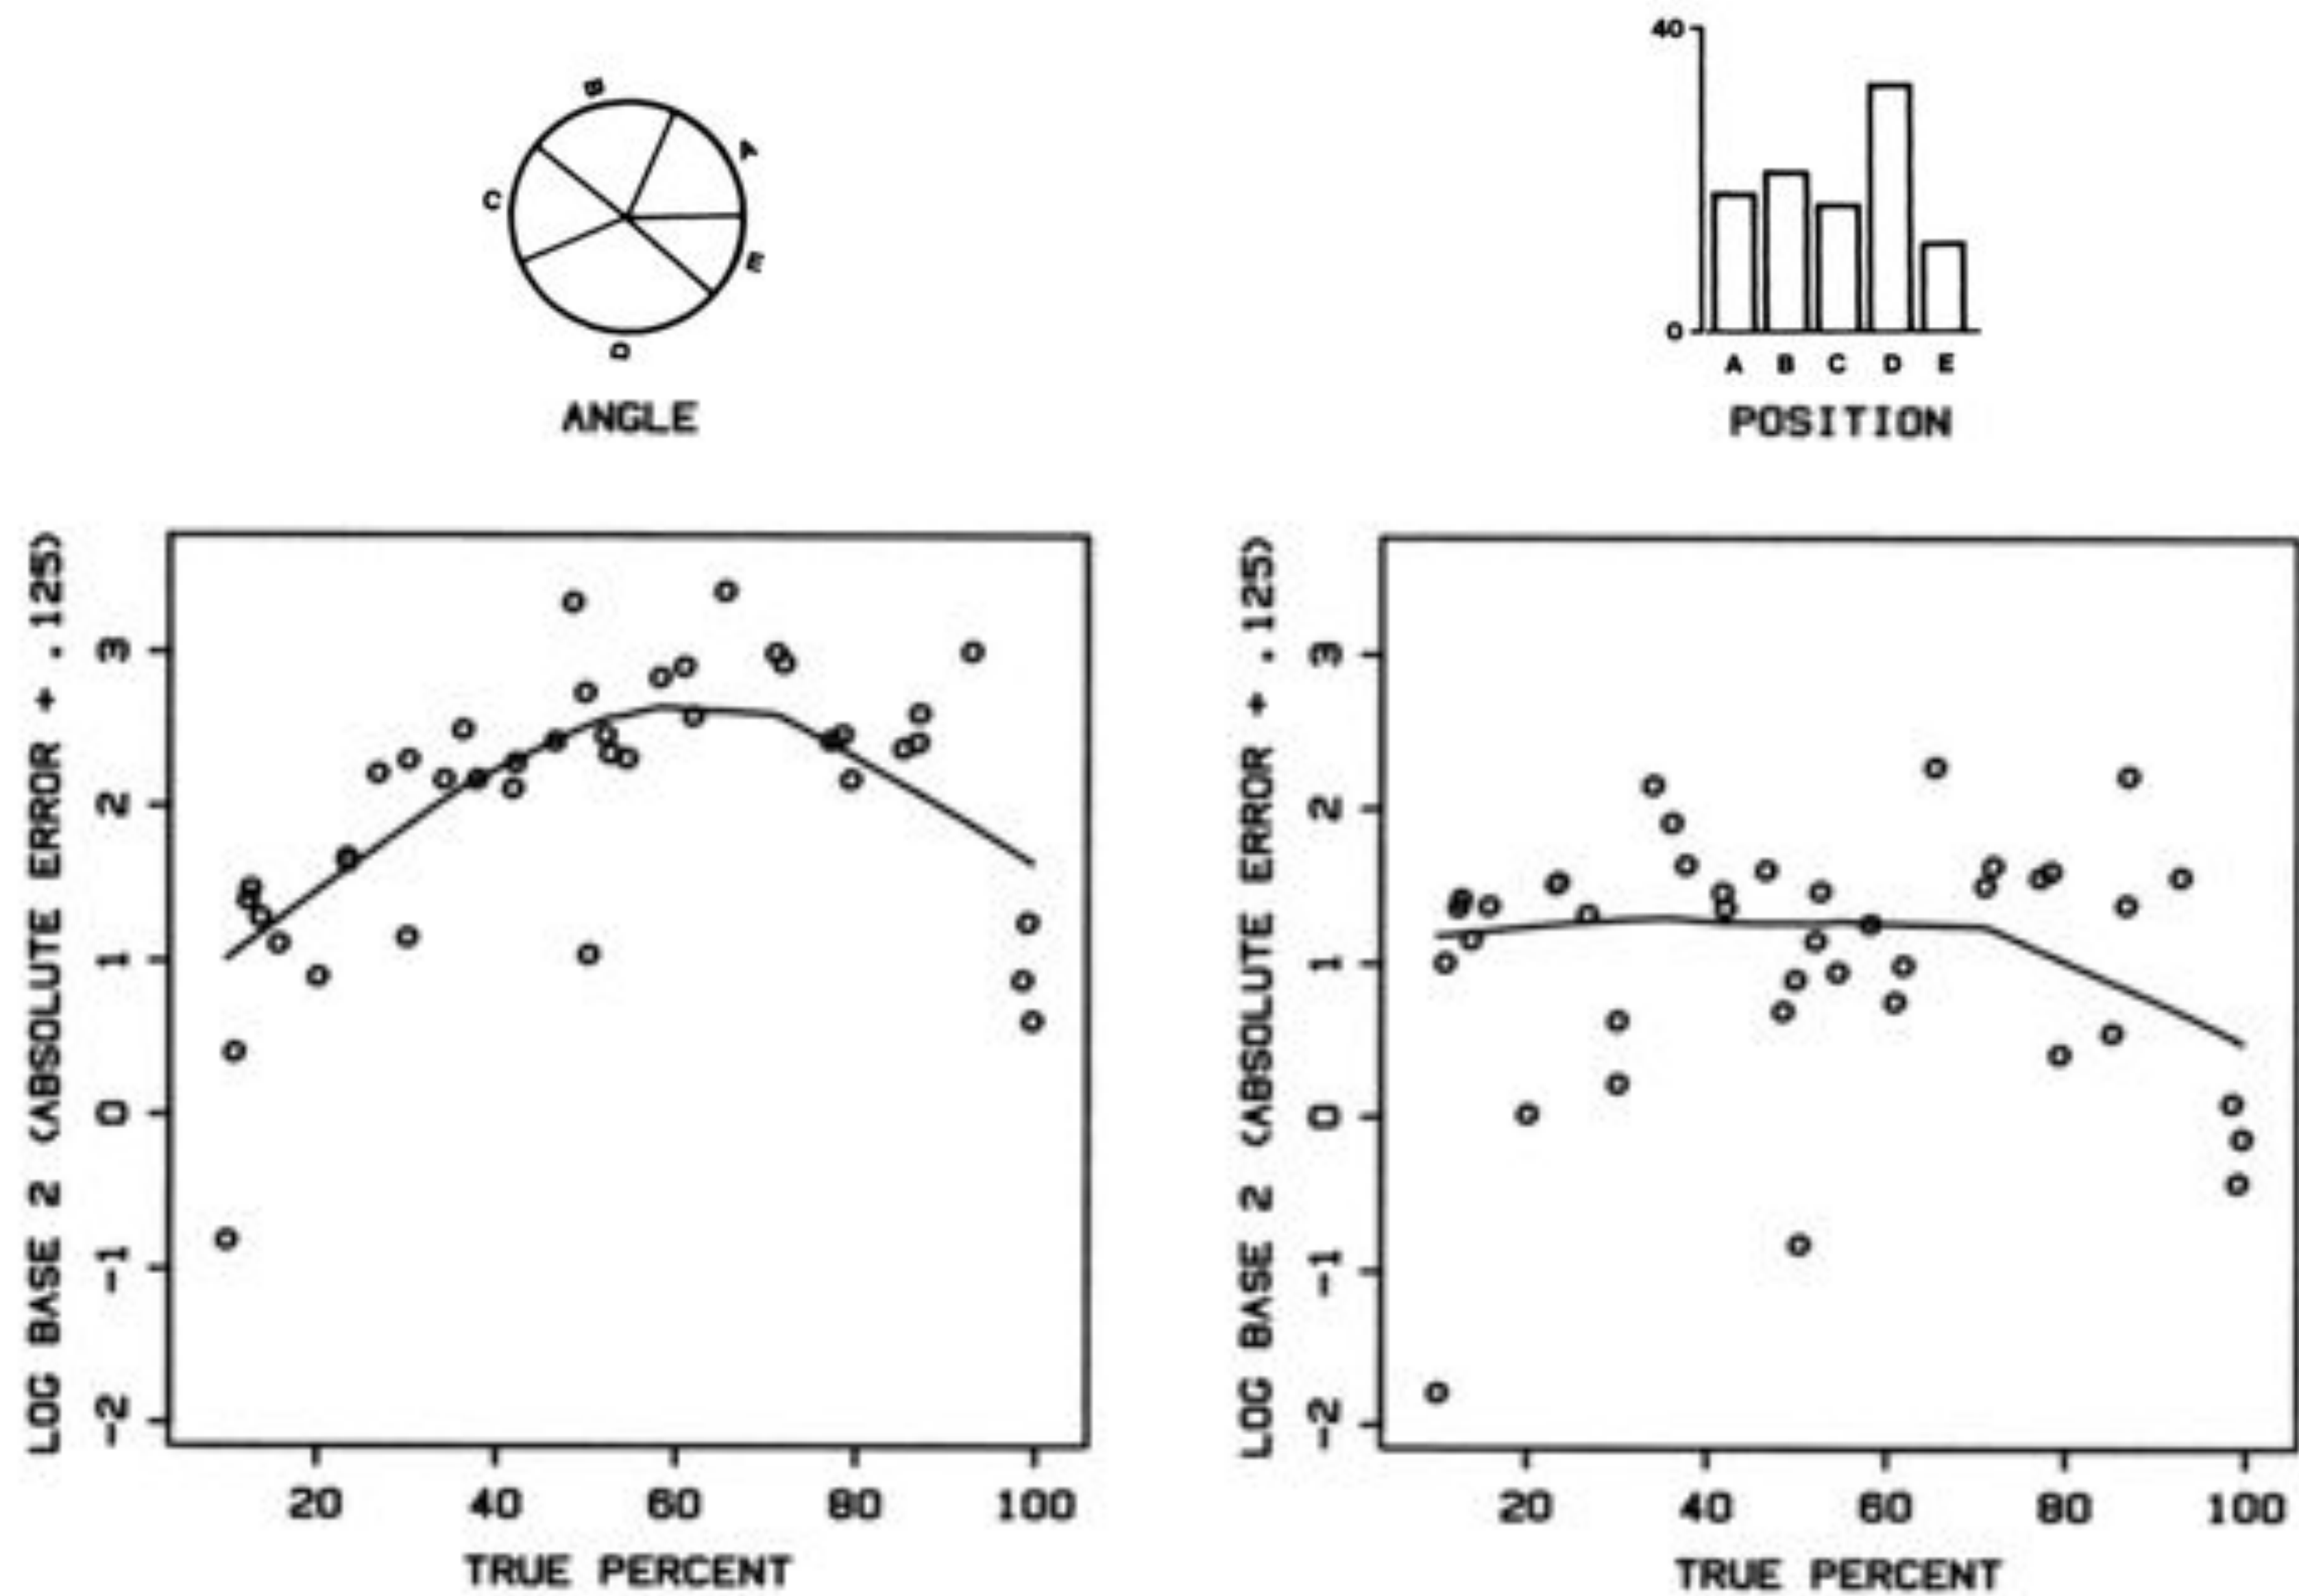 B
A
C
E
D
ANGLE
40
0
A B C D E
POSITION
LOG BASE 2 (ABSOLUTE ERROR + .125)
3
2
1
0
-1
-2
20 40 60 80 100
TRUE PERCENT
LOG BASE 2 (ABSOLUTE ERROR + .125)
3
2
1
0
-1
-2
20 40 60 80 100
TRUE PERCENT